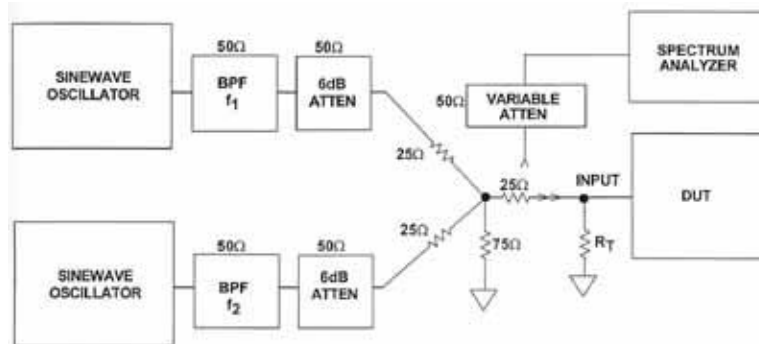 50Ω
50Ω
SINEWAVE
OSCILLATOR
BPF
f1
6dB
ATTEN
SPECTRUM
ANALYZER
50Ω
VARIABLE
ATTEN
25Ω
25Ω
INPUT
DUT
25Ω
75Ω
RT
50Ω
50Ω
SINEWAVE
OSCILLATOR
BPF
f2
6dB
ATTEN